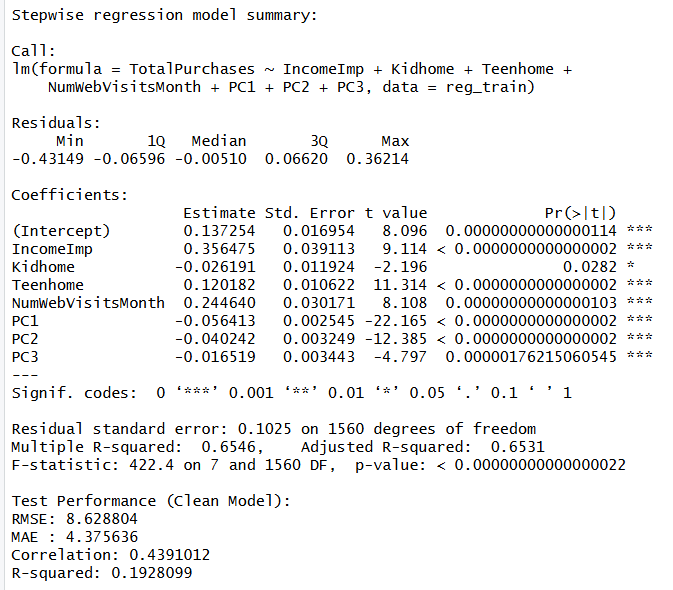 Stepwise regression model summary:
Call:
lm(formula = TotalPurchases ~ IncomeImp + Kidhome + Teenhome +
    NumWebVisitsMonth + PC1 + PC2 + PC3, data = reg_train)
Residuals:
     Min       1Q   Median       3Q      Max
-0.43149 -0.06596 -0.00510  0.06620  0.36214
Coefficients:
                   Estimate Std. Error t value             Pr(>|t|)
(Intercept)        0.137254   0.016954   8.096  0.00000000000000114 ***
IncomeImp          0.356475   0.039113   9.114 < 0.0000000000000002 ***
Kidhome           -0.026191   0.011924  -2.196               0.0282 *
Teenhome           0.120182   0.010622  11.314 < 0.0000000000000002 ***
NumWebVisitsMonth  0.244640   0.030171   8.108  0.00000000000000103 ***
PC1               -0.056413   0.002545 -22.165 < 0.0000000000000002 ***
PC2               -0.040242   0.003249 -12.385 < 0.0000000000000002 ***
PC3               -0.016519   0.003443  -4.797  0.00000176215060545 ***
---
Signif. codes:  0 ‘***’ 0.001 ‘**’ 0.01 ‘*’ 0.05 ‘.’ 0.1 ‘ ’ 1
Residual standard error: 0.1025 on 1560 degrees of freedom
Multiple R-squared:  0.6546,    Adjusted R-squared:  0.6531
F-statistic: 422.4 on 7 and 1560 DF,  p-value: < 0.00000000000000022
Test Performance (Clean Model):
RMSE: 8.628804
MAE : 4.375636
Correlation: 0.4391012
R-squared: 0.1928099